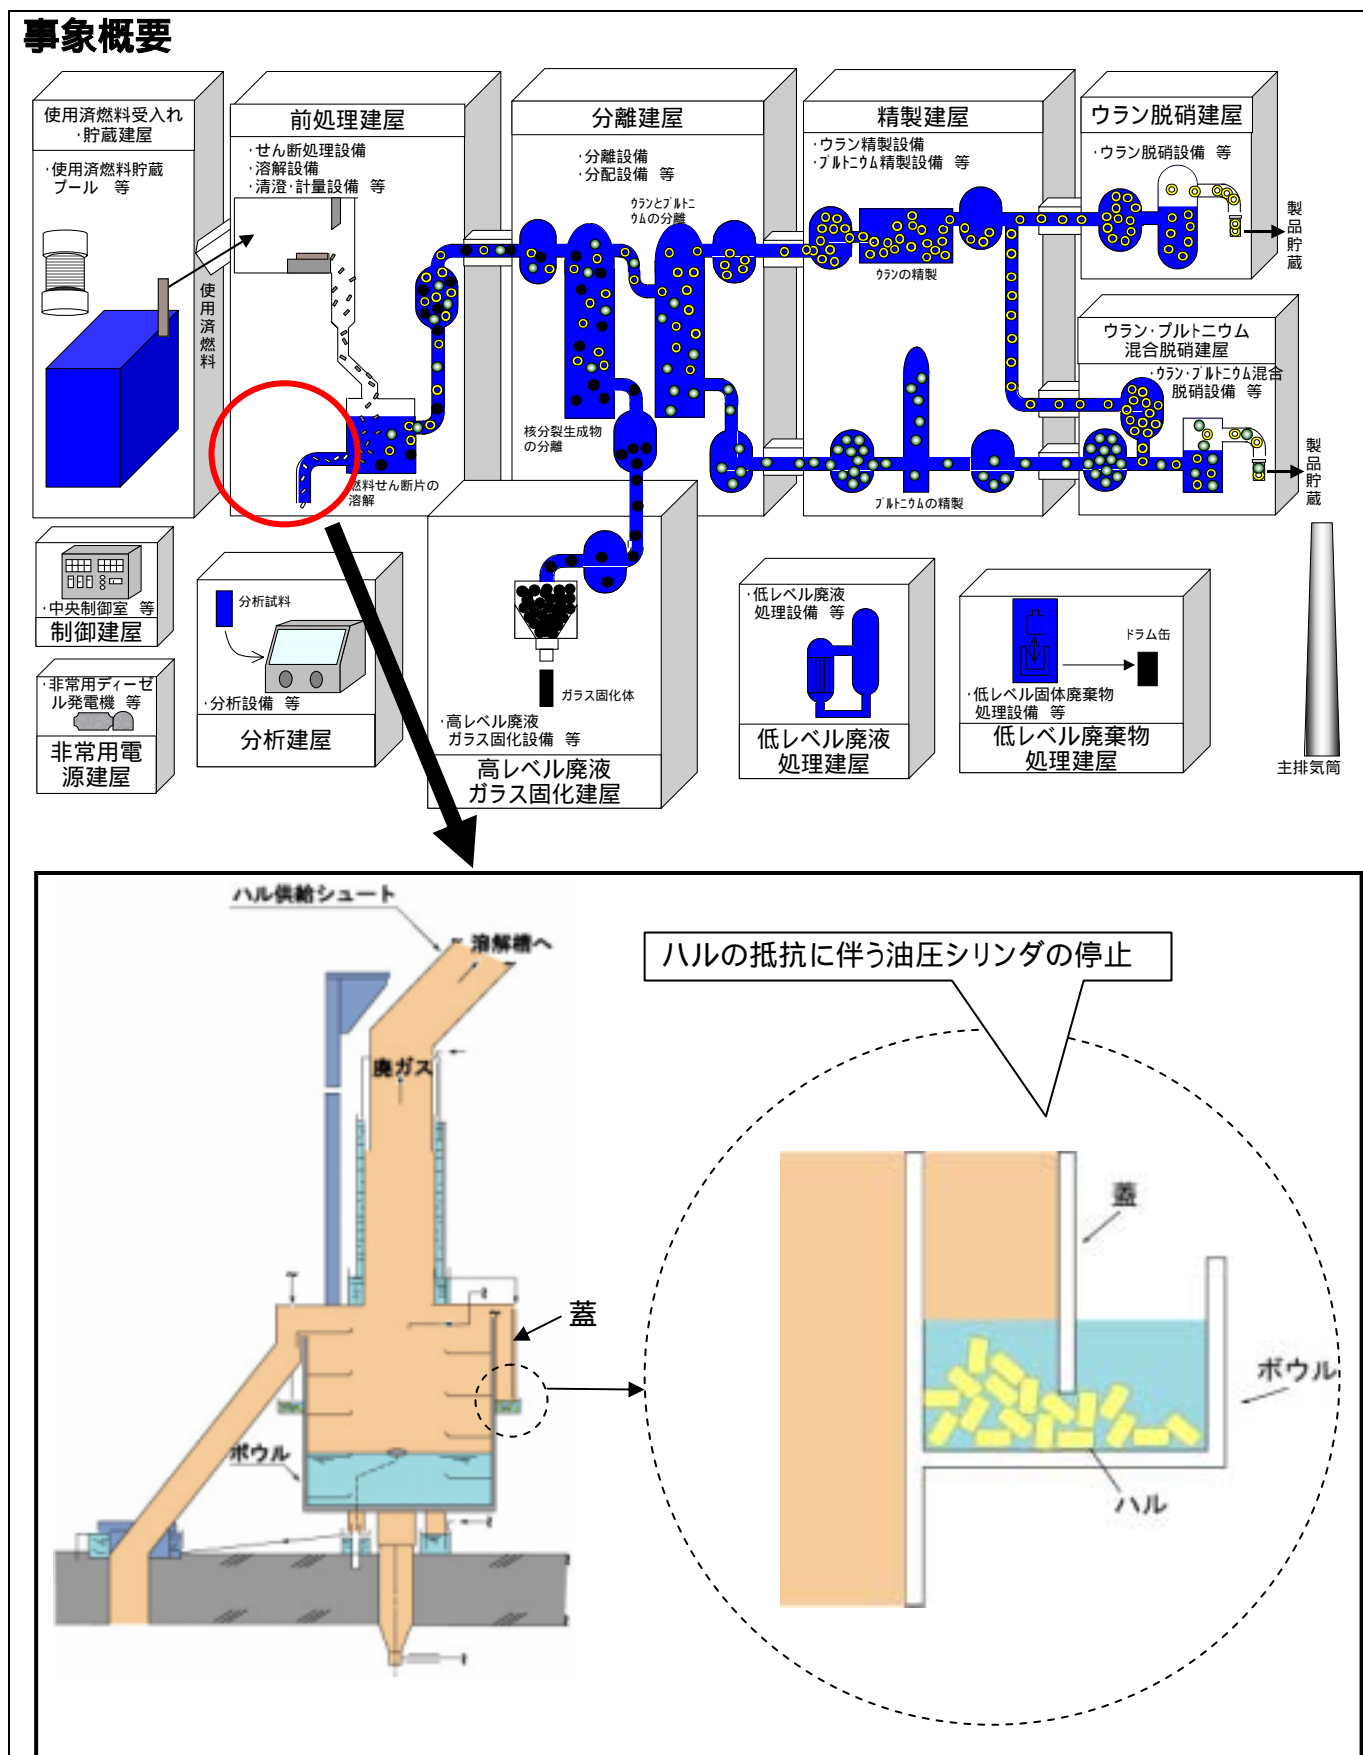 事象概要
使用済燃料受入れ
・貯蔵建屋
・使用済燃料貯蔵
プール 等
使用済燃料
前処理建屋
・せん断処理設備
・溶解設備
・清澄・計量設備 等
燃料せん断片の
溶解
分離建屋
・分離設備
・分配設備 等
ウランとプルトニ
ウムの分離
核分裂生成物
の分離
精製建屋
・ウラン精製設備
・プルトニウム精製設備 等
ウランの精製
プルトニウムの精製
ウラン脱硝建屋
・ウラン脱硝設備 等
製品貯蔵
ウラン・プルトニウム
混合脱硝建屋
・ウラン・プルトニウム混合
脱硝設備 等
製品貯蔵
・中央制御室 等
制御建屋
・非常用ディーゼ
ル発電機 等
非常用電
源建屋
分析試料
・分析設備 等
分析建屋
ガラス固化体
・高レベル廃液
ガラス固化設備 等
高レベル廃液
ガラス固化建屋
・低レベル廃液
処理設備 等
低レベル廃液
処理建屋
ドラム缶
・低レベル固体廃棄物
処理設備 等
低レベル廃棄物
処理建屋
主排気筒
ハル供給シュート
溶解槽へ
廃ガス
蓋
ボウル
ハルの抵抗に伴う油圧シリンダの停止
蓋
ボウル
ハル